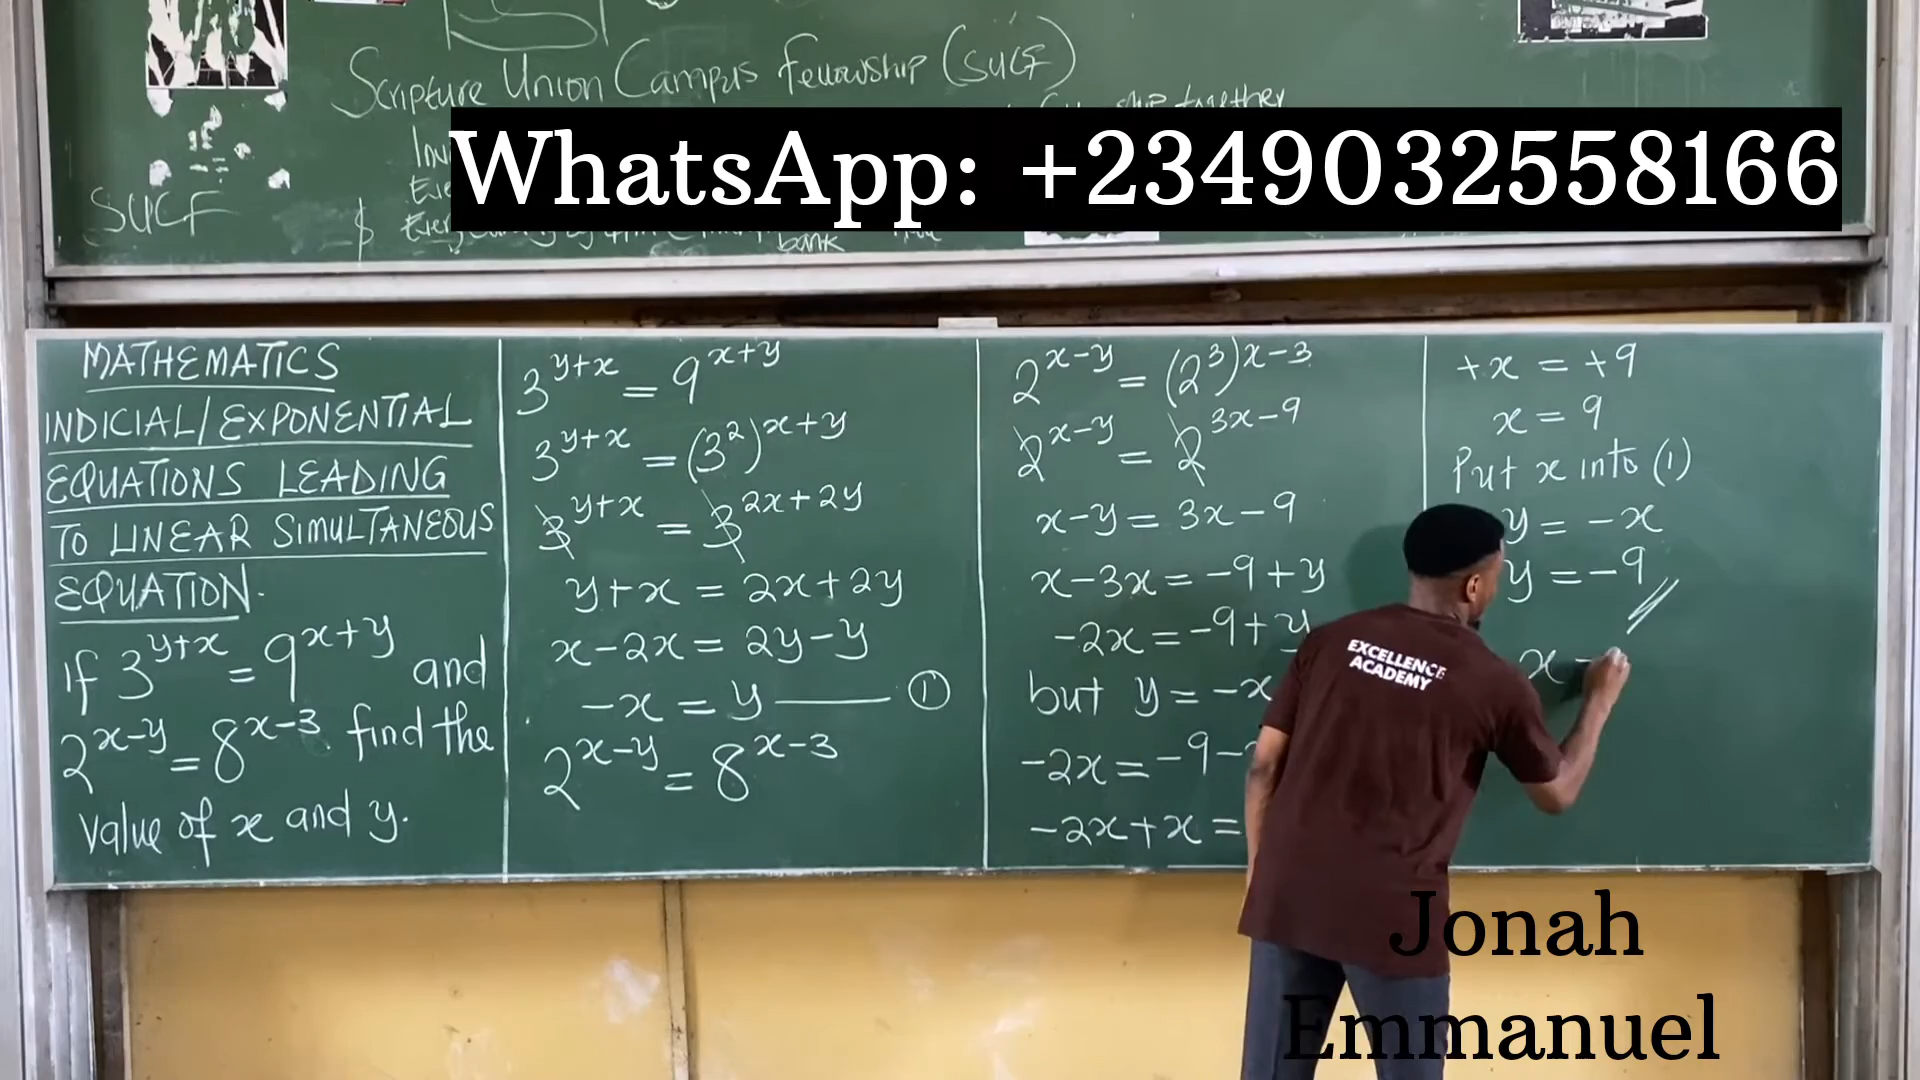 Scripture Union Campus Fellowship (SUCF)
together
WhatsApp: +2349032558166
SUCF
bank
MATHEMATICS
INDICIAL/EXPONENTIAL
EQUATIONS LEADING
TO LINEAR SIMULTANEOUS
EQUATION.
If 3^{y+x} = 9^{x+y} and
2^{x-y} = 8^{x-3} find the
value of x and y.
3^{y+x} = 9^{x+y}
3^{y+x} = (3^2)^{x+y}
3^{y+x} = 3^{2x+2y}
y+x = 2x+2y
x-2x = 2y-y
-x = y —— (1)
2^{x-y} = 8^{x-3}
2^{x-y} = (2^3)^{x-3}
2^{x-y} = 2^{3x-9}
x-y = 3x-9
x-3x = -9+y
-2x = -9+y
but y = -x
-2x = -9-
-2x+x =
+x = +9
x = 9
Put x into (1)
y = -x
y = -9
x
EXCELLENCE
ACADEMY
Jonah
Emmanuel